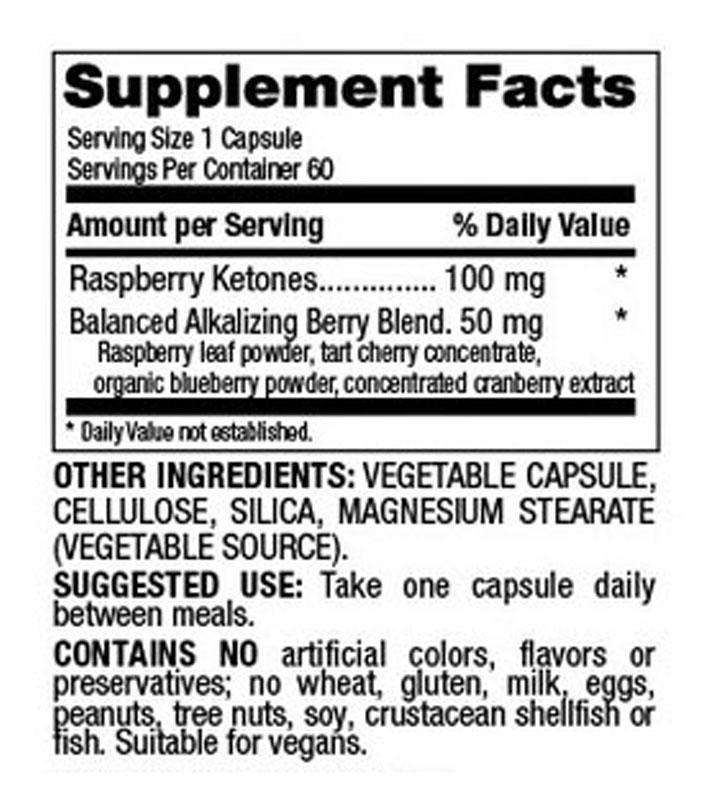 Supplement Facts
Serving Size 1 Capsule
Servings Per Container 60
Amount per Serving % Daily Value
Raspberry Ketones.............. 100 mg *
Balanced Alkalizing Berry Blend. 50 mg *
Raspberry leaf powder, tart cherry concentrate,
organic blueberry powder, concentrated cranberry extract
* Daily Value not established.
OTHER INGREDIENTS: VEGETABLE CAPSULE,
CELLULOSE, SILICA, MAGNESIUM STEARATE
(VEGETABLE SOURCE).
SUGGESTED USE: Take one capsule daily
between meals.
CONTAINS NO artificial colors, flavors or
preservatives; no wheat, gluten, milk, eggs,
peanuts, tree nuts, soy, crustacean shellfish or
fish. Suitable for vegans.